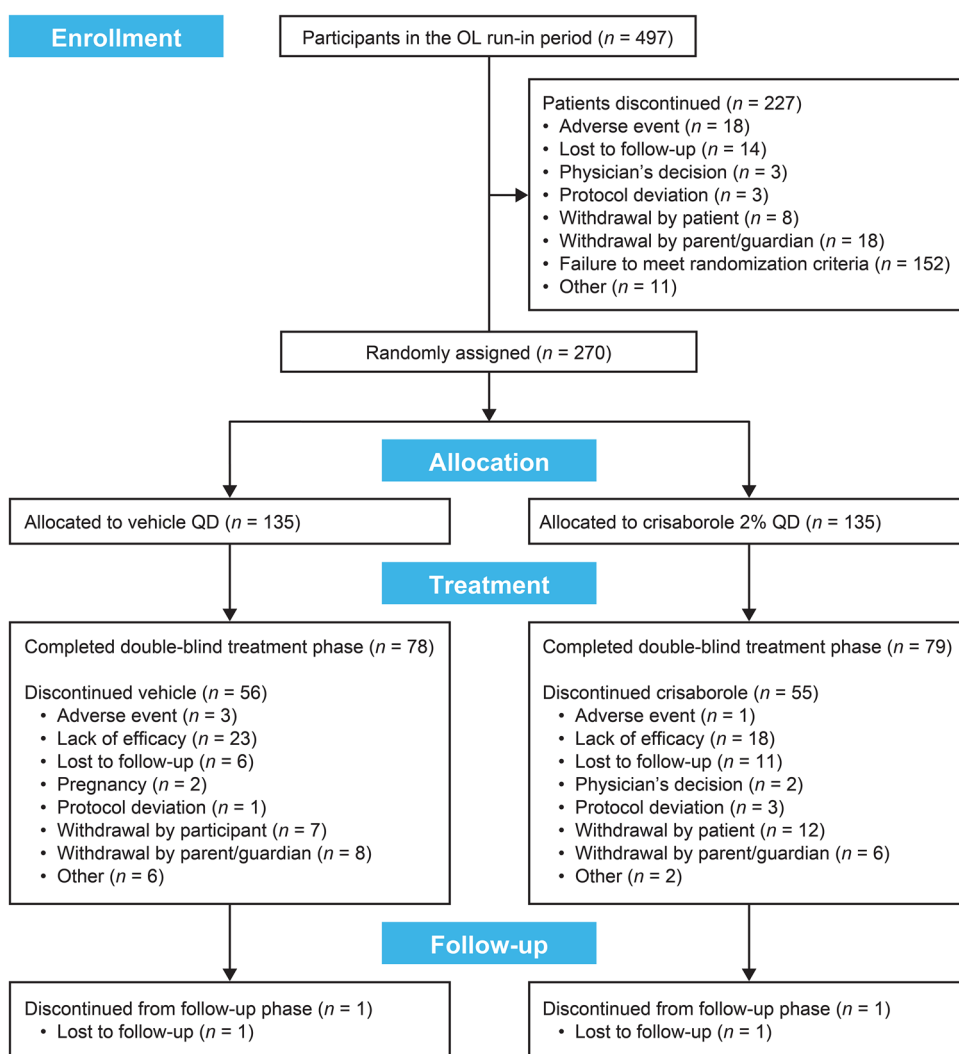 Enrollment
Participants in the OL run-in period (n = 497)
Patients discontinued (n = 227)
• Adverse event (n = 18)
• Lost to follow-up (n = 14)
• Physician’s decision (n = 3)
• Protocol deviation (n = 3)
• Withdrawal by patient (n = 8)
• Withdrawal by parent/guardian (n = 18)
• Failure to meet randomization criteria (n = 152)
• Other (n = 11)
Randomly assigned (n = 270)
Allocation
Allocated to vehicle QD (n = 135)
Allocated to crisaborole 2% QD (n = 135)
Treatment
Completed double-blind treatment phase (n = 78)
Discontinued vehicle (n = 56)
• Adverse event (n = 3)
• Lack of efficacy (n = 23)
• Lost to follow-up (n = 6)
• Pregnancy (n = 2)
• Protocol deviation (n = 1)
• Withdrawal by participant (n = 7)
• Withdrawal by parent/guardian (n = 8)
• Other (n = 6)
Completed double-blind treatment phase (n = 79)
Discontinued crisaborole (n = 55)
• Adverse event (n = 1)
• Lack of efficacy (n = 18)
• Lost to follow-up (n = 11)
• Physician’s decision (n = 2)
• Protocol deviation (n = 3)
• Withdrawal by patient (n = 12)
• Withdrawal by parent/guardian (n = 6)
• Other (n = 2)
Follow-up
Discontinued from follow-up phase (n = 1)
• Lost to follow-up (n = 1)
Discontinued from follow-up phase (n = 1)
• Lost to follow-up (n = 1)